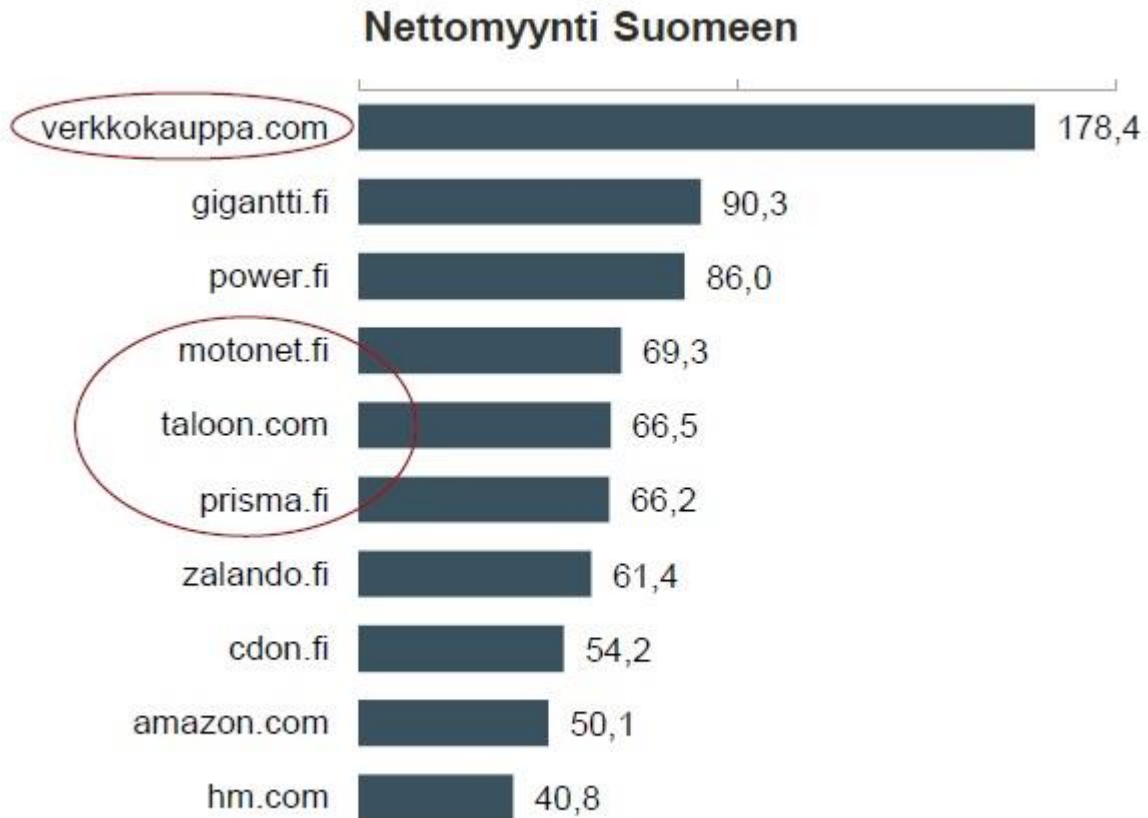 Nettomyynti Suomeen
verkkokauppa.com 178,4
gigantti.fi 90,3
power.fi 86,0
motonet.fi 69,3
taloon.com 66,5
prisma.fi 66,2
zalando.fi 61,4
cdon.fi 54,2
amazon.com 50,1
hm.com 40,8